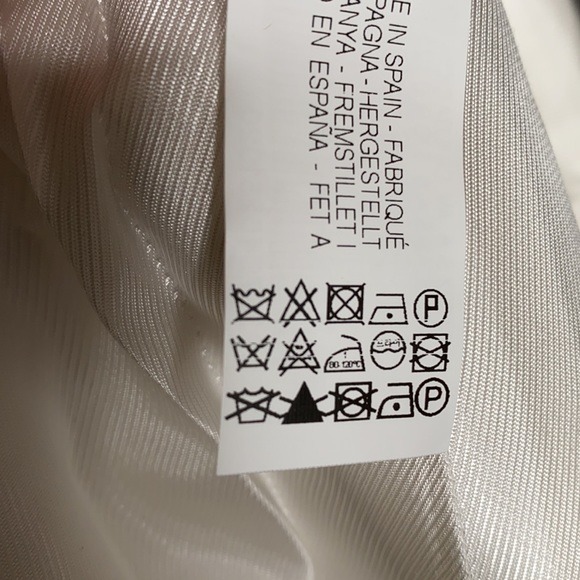 E IN SPAIN - FABRIQUÉ
PAGNA - HERGESTELLT
ANYA - FREMSTILLET I
EN ESPAÑA - FET A
P
P